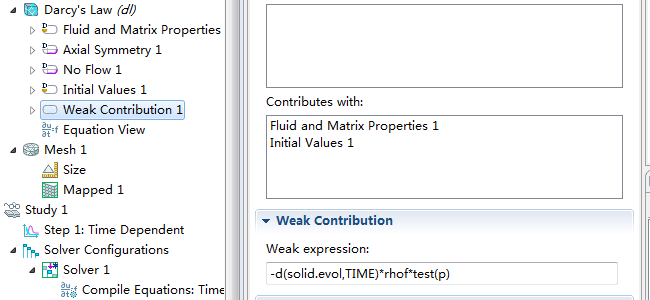 Darcy's Law (dl)
Fluid and Matrix Properties
Axial Symmetry 1
No Flow 1
Initial Values 1
Weak Contribution 1
Equation View
Mesh 1
Size
Mapped 1
Study 1
Step 1: Time Dependent
Solver Configurations
Solver 1
Compile Equations: Time
Contributes with:
Fluid and Matrix Properties 1
Initial Values 1
Weak Contribution
Weak expression:
-d(solid.evol,TIME)*rhof*test(p)